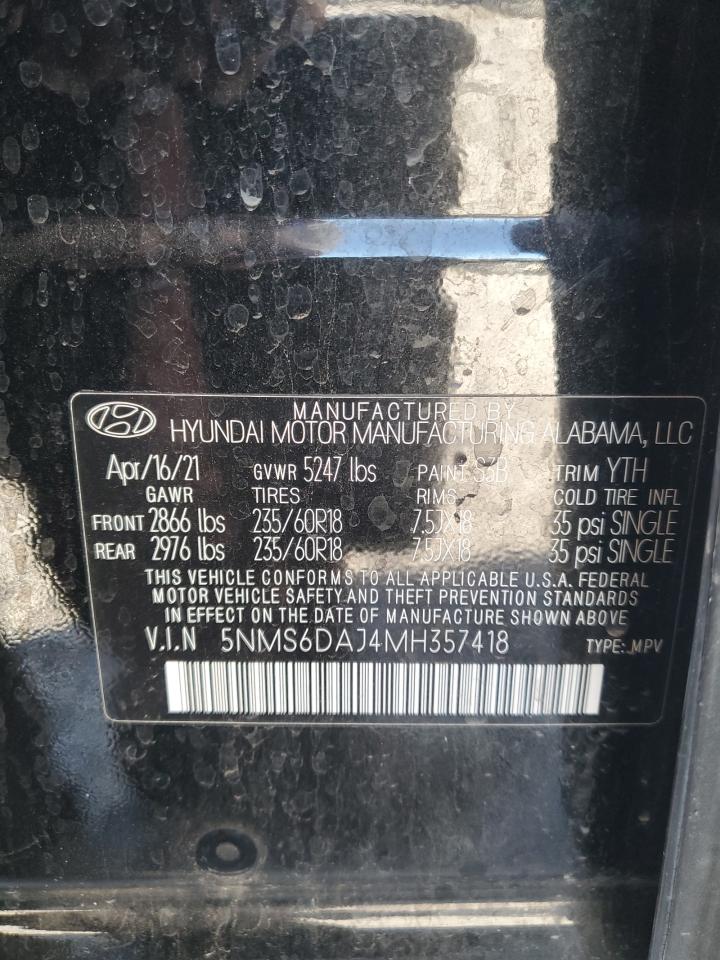 MANUFACTURED BY
HYUNDAI MOTOR MANUFACTURING ALABAMA, LLC
Apr/16/21 GVWR 5247 lbs PAINT S3B TRIM YTH
GAWR TIRES RIMS COLD TIRE INFL
FRONT 2866 lbs 235/60R18 7.5JX18 35 psi SINGLE
REAR 2976 lbs 235/60R18 7.5JX18 35 psi SINGLE
THIS VEHICLE CONFORMS TO ALL APPLICABLE U.S.A. FEDERAL
MOTOR VEHICLE SAFETY AND THEFT PREVENTION STANDARDS
IN EFFECT ON THE DATE OF MANUFACTURE SHOWN ABOVE
V.I.N 5NMS6DAJ4MH357418 TYPE: MPV